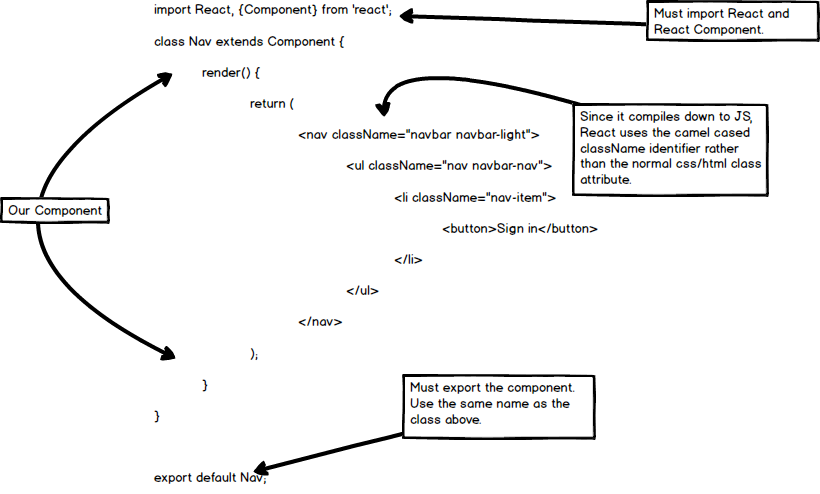 import React, {Component} from 'react';
Must import React and
React Component.
class Nav extends Component {
render() {
return (
Since it compiles down to JS,
React uses the camel cased
className identifier rather
than the normal css/html class
attribute.
<nav className="navbar navbar-light">
<ul className="nav navbar-nav">
<li className="nav-item">
Our Component
<button>Sign in</button>
</li>
</ul>
</nav>
);
}
}
Must export the component.
Use the same name as the
class above.
export default Nav;